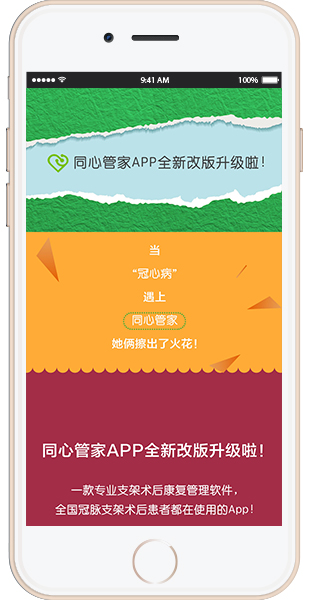 9:41 AM
100%
同心管家APP全新改版升级啦！
当
“冠心病”
遇上
同心管家
她俩擦出了火花！
同心管家APP全新改版升级啦！
一款专业支架术后康复管理软件，
全国冠脉支架术后患者都在使用的App！